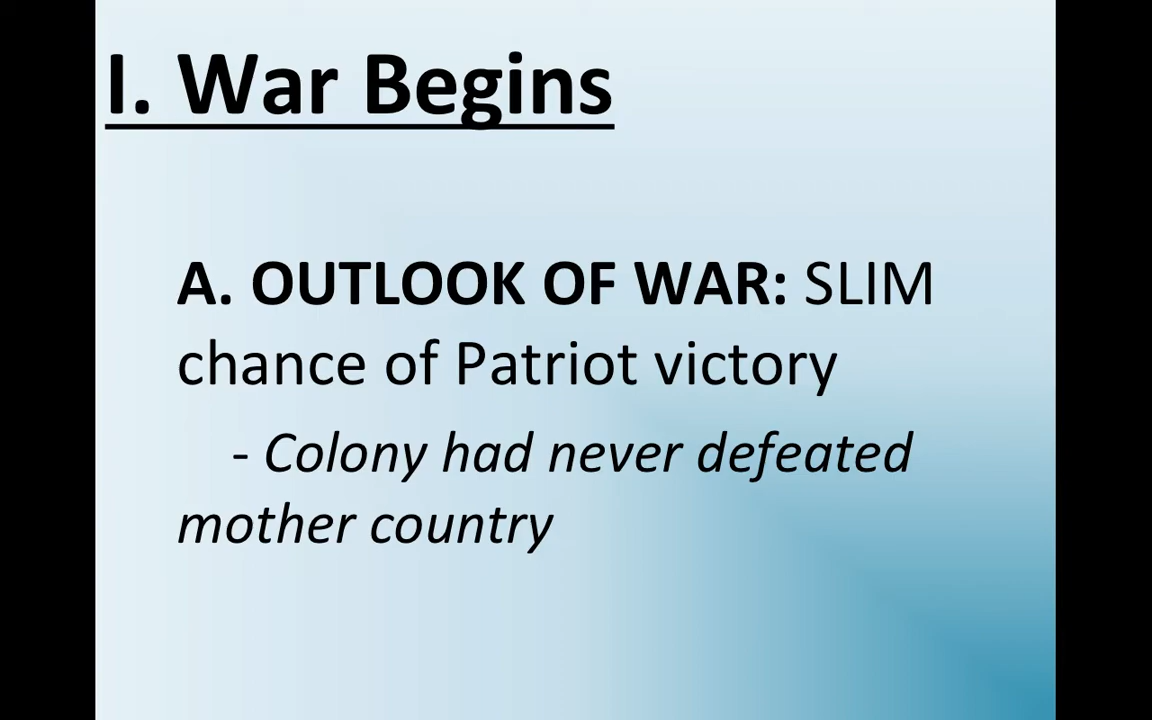 I. War Begins
A. OUTLOOK OF WAR: SLIM
chance of Patriot victory
- Colony had never defeated
mother country